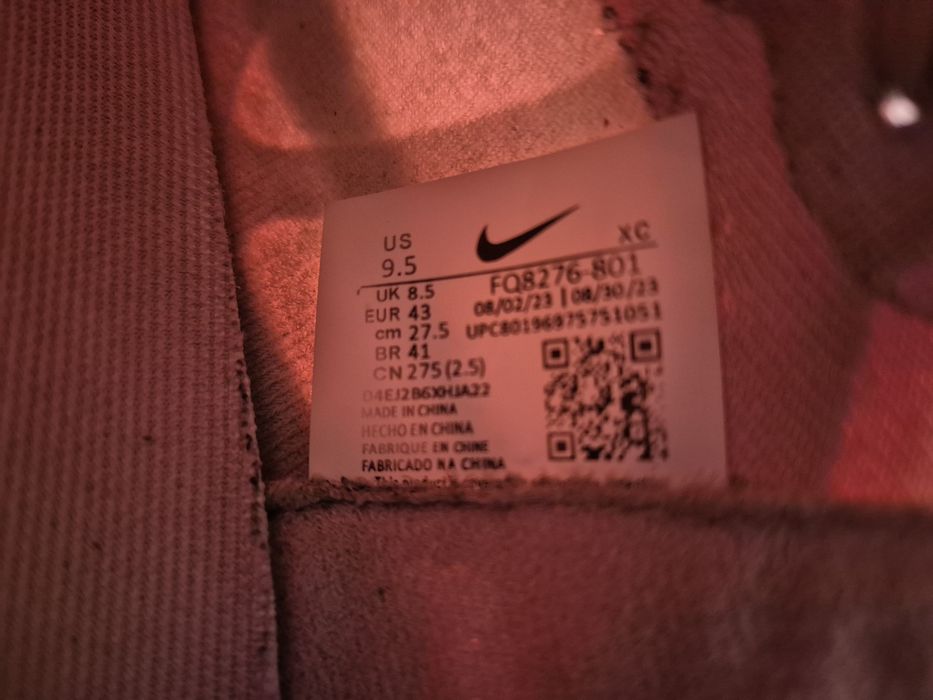 US
9.5
XC
UK 8.5
EUR 43
cm 27.5
BR 41
CN 275 (2.5)
FQ8276-801
08/02/23 | 08/30/23
UPC801969757510​51
D4EJ2B6XHJA22
MADE IN CHINA
HECHO EN CHINA
FABRIQUE EN CHINE
FABRICADO NA CHINA
This product